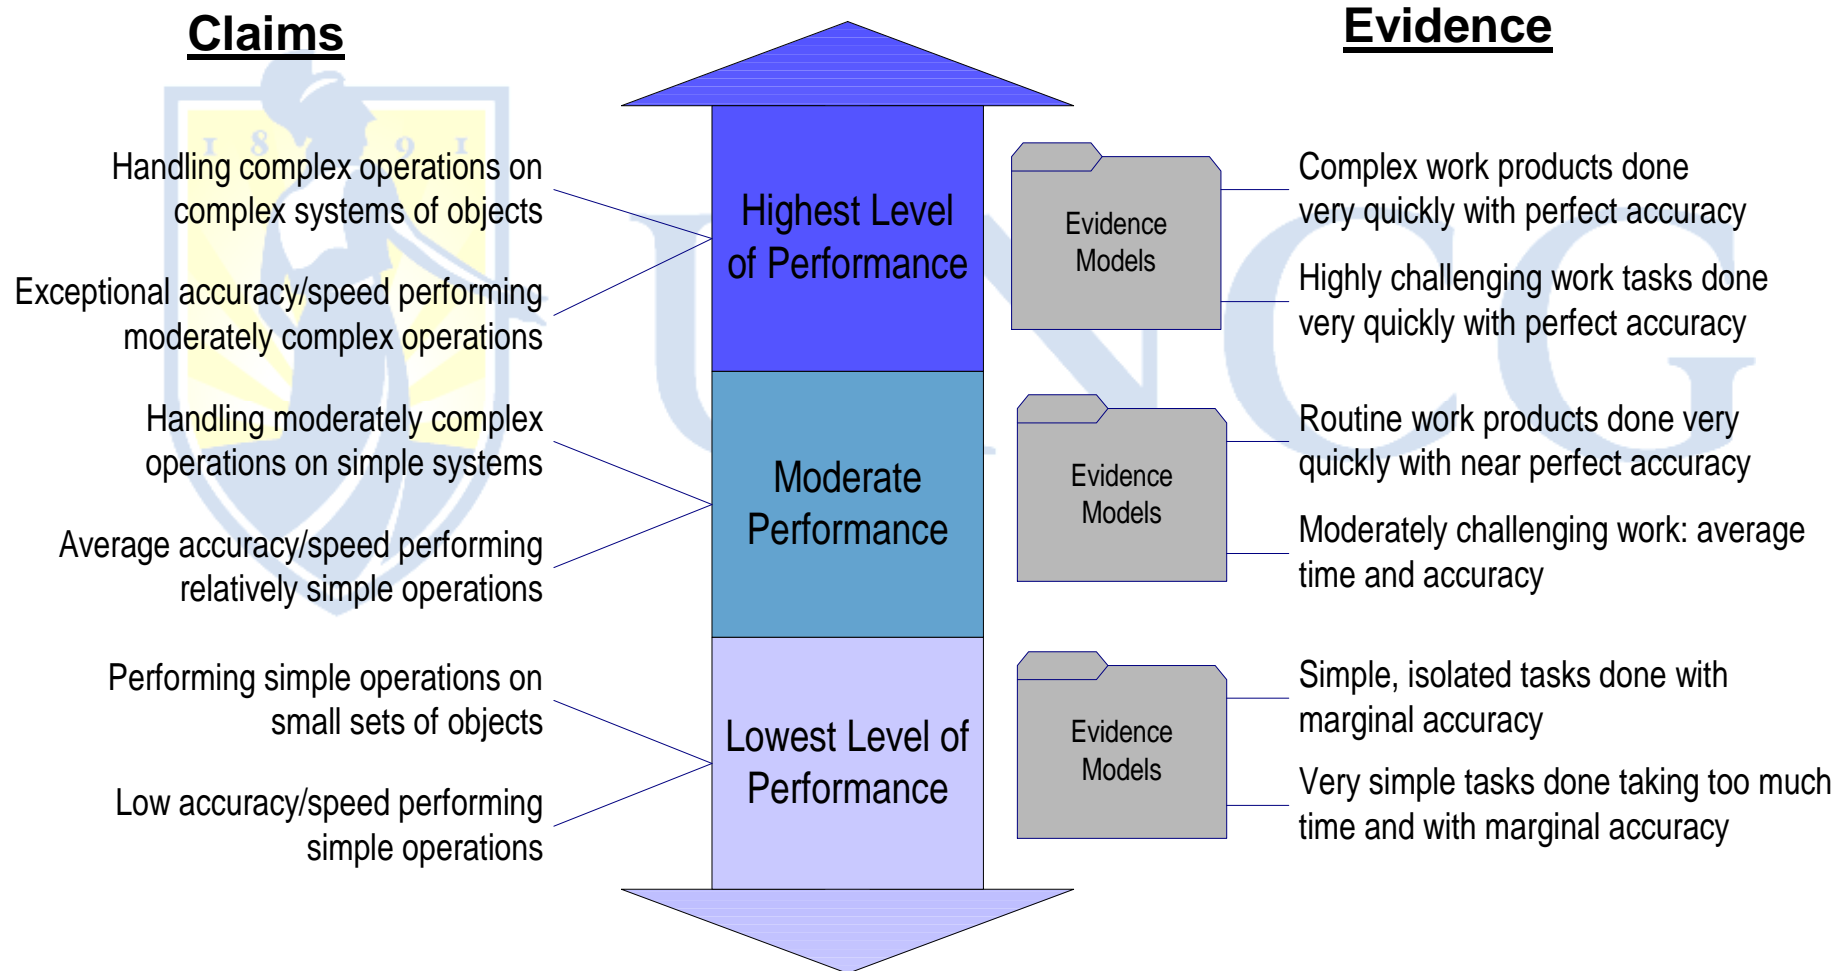 Claims
Evidence
1 8 9 1
UNCG
Handling complex operations on
complex systems of objects
Exceptional accuracy/speed performing
moderately complex operations
Highest Level
of Performance
Evidence
Models
Complex work products done
very quickly with perfect accuracy
Highly challenging work tasks done
very quickly with perfect accuracy
Handling moderately complex
operations on simple systems
Average accuracy/speed performing
relatively simple operations
Moderate
Performance
Evidence
Models
Routine work products done very
quickly with near perfect accuracy
Moderately challenging work: average
time and accuracy
Performing simple operations on
small sets of objects
Low accuracy/speed performing
simple operations
Lowest Level of
Performance
Evidence
Models
Simple, isolated tasks done with
marginal accuracy
Very simple tasks done taking too much
time and with marginal accuracy